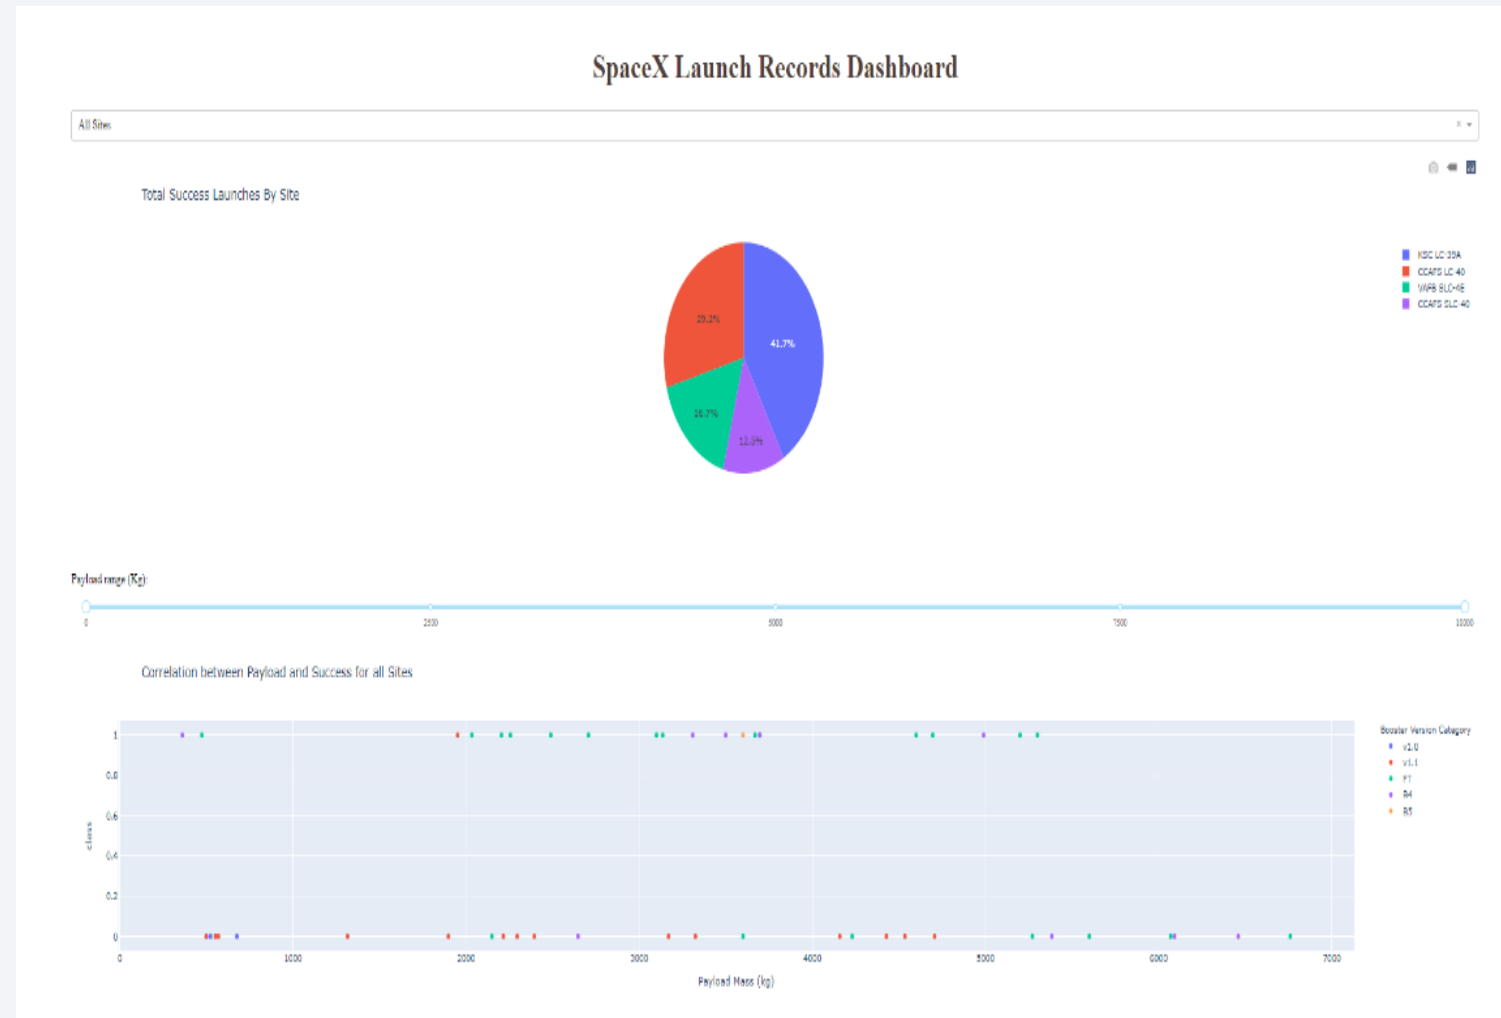 SpaceX Launch Records Dashboard
All Sites
× ▾
Total Success Launches By Site
KSC LC-39A
CCAFS LC-40
VAFB SLC-4E
CCAFS SLC-40
29.2%
41.7%
16.7%
12.5%
Payload range (Kg):
0 2500 5000 7500 10000
Correlation between Payload and Success for all Sites
Booster Version Category
v1.0
v1.1
FT
B4
B5
1
0.8
0.6
0.4
0.2
0
class
0 1000 2000 3000 4000 5000 6000 7000
Payload Mass (kg)